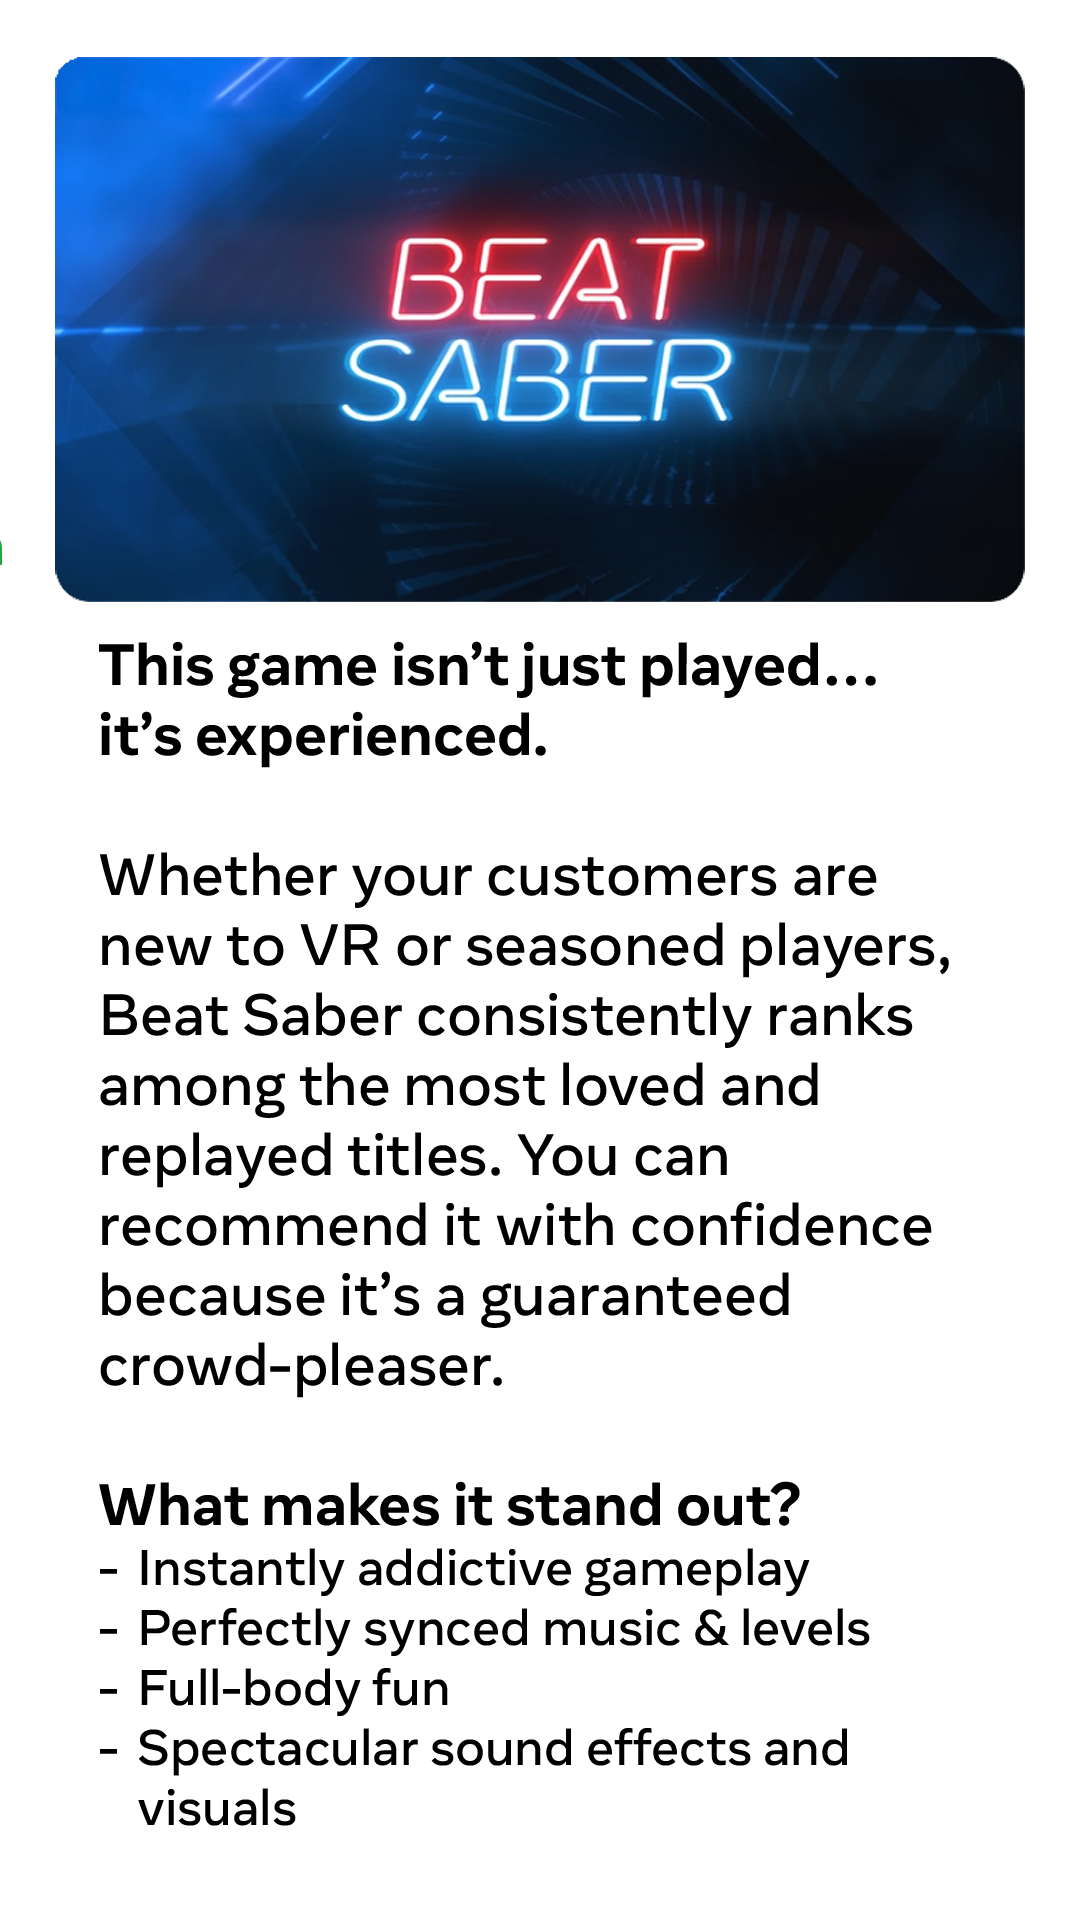 BEAT
SABER
This game isn’t just played...
it’s experienced.
Whether your customers are
new to VR or seasoned players,
Beat Saber consistently ranks
among the most loved and
replayed titles. You can
recommend it with confidence
because it’s a guaranteed
crowd-pleaser.
What makes it stand out?
- Instantly addictive gameplay
- Perfectly synced music & levels
- Full-body fun
- Spectacular sound effects and
visuals